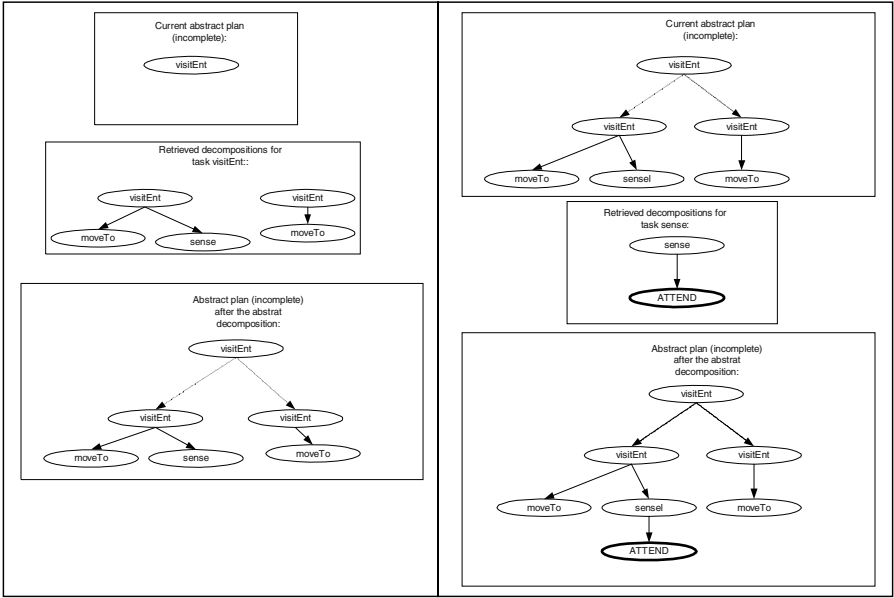 Current abstract plan
(incomplete):
visitEnt
Retrieved decompositions for
task visitEnt::
visitEnt
visitEnt
moveTo
sense
moveTo
Abstract plan (incomplete)
after the abstrat
decomposition:
visitEnt
visitEnt
visitEnt
moveTo
sense
moveTo
Current abstract plan
(incomplete):
visitEnt
visitEnt
visitEnt
moveTo
senseI
moveTo
Retrieved decompositions for
task sense:
sense
ATTEND
Abstract plan (incomplete)
after the abstrat
decomposition:
visitEnt
visitEnt
visitEnt
moveTo
senseI
moveTo
ATTEND